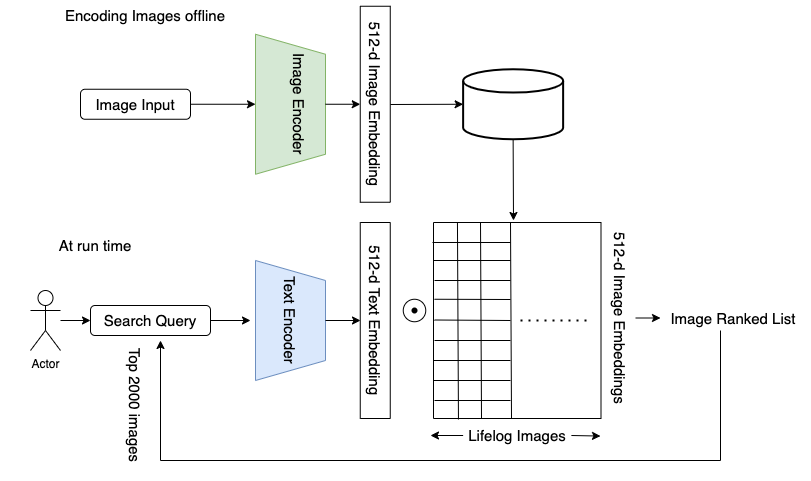 Encoding Images offline
Image Input
Image Encoder
512-d Image Embedding
At run time
Actor
Search Query
Text Encoder
512-d Text Embedding
.........
512-d Image Embeddings
Image Ranked List
Lifelog Images
Top 2000 images